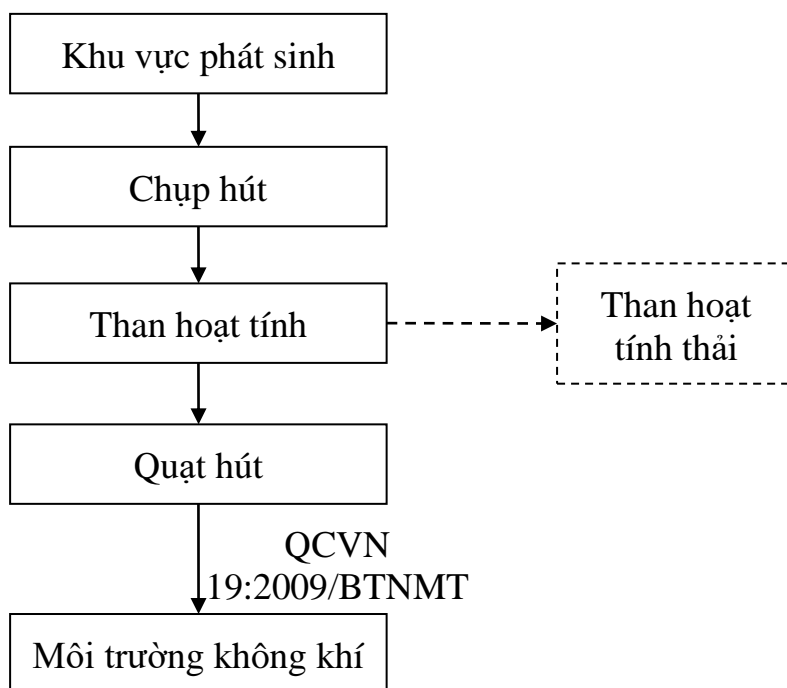 Khu vực phát sinh
Chụp hút
Than hoạt tính
Than hoạt
tính thải
Quạt hút
QCVN
19:2009/BTNMT
Môi trường không khí